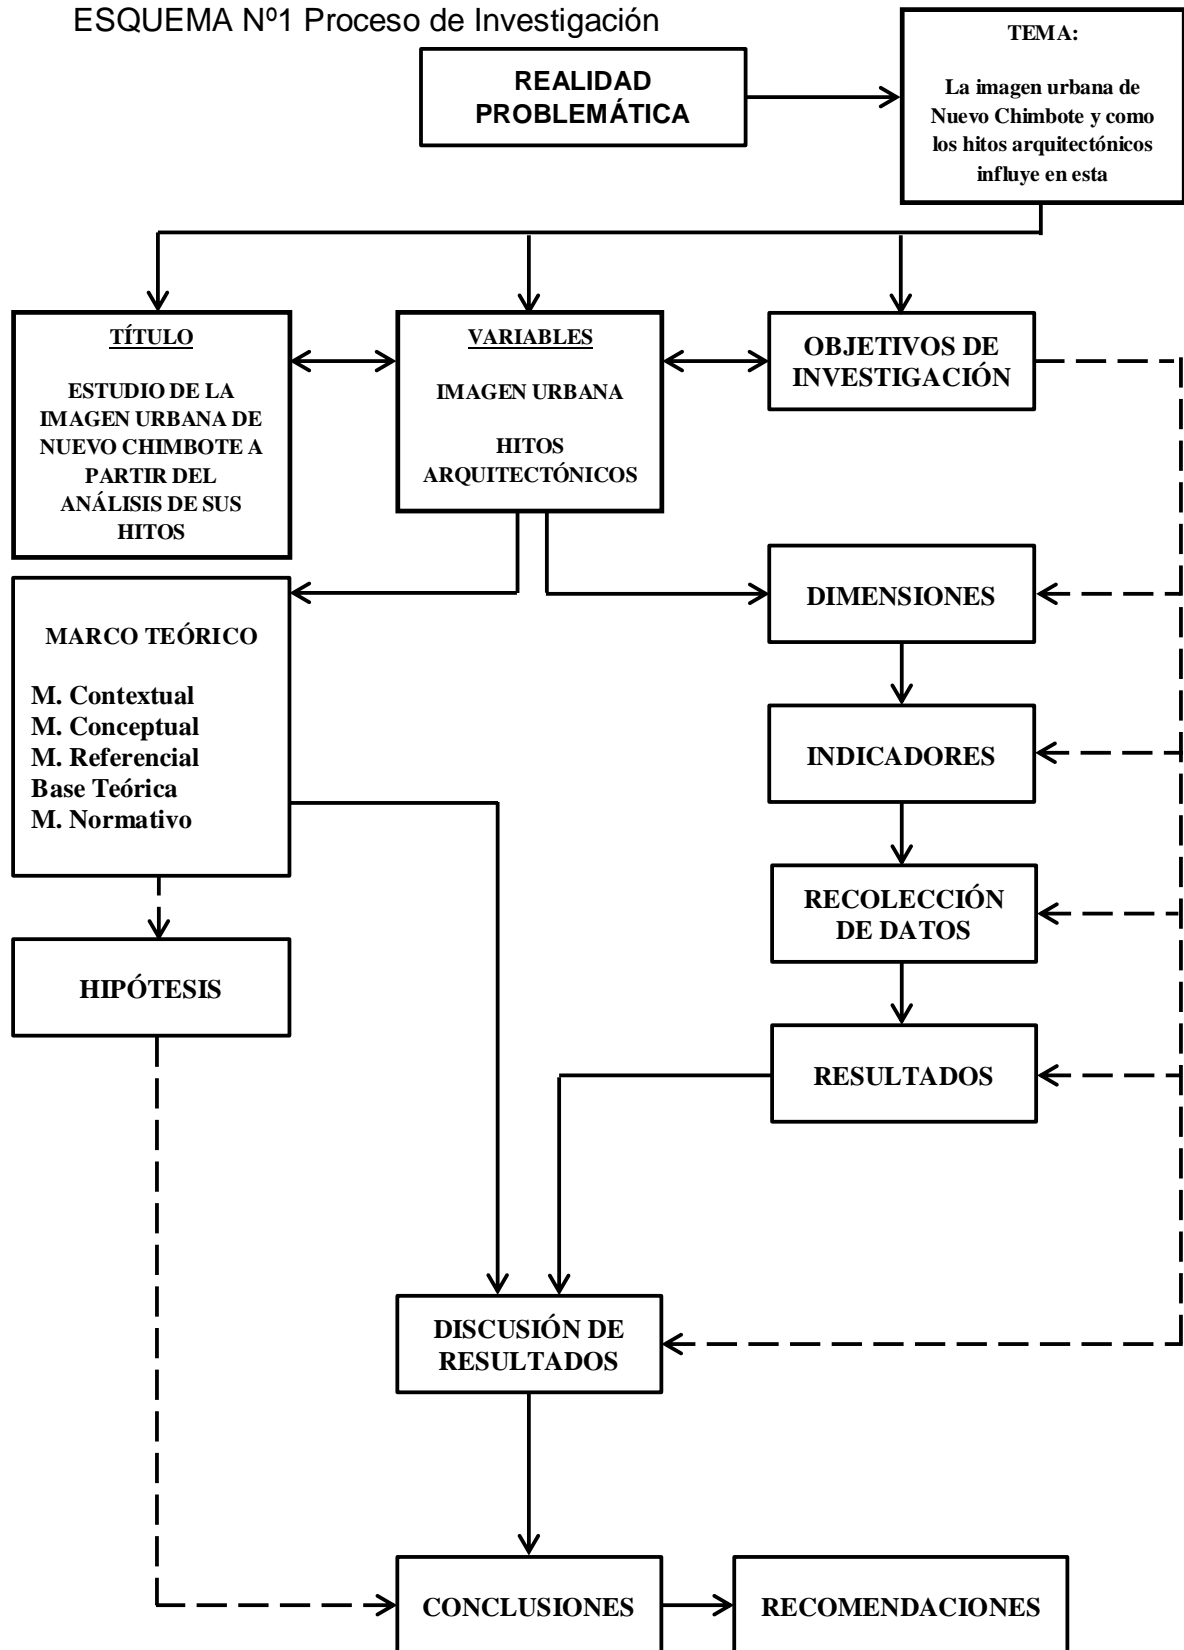 ESQUEMA Nº1 Proceso de Investigación
REALIDAD
PROBLEMÁTICA
TEMA:
La imagen urbana de
Nuevo Chimbote y como
los hitos arquitectónicos
influye en esta
TÍTULO
ESTUDIO DE LA
IMAGEN URBANA DE
NUEVO CHIMBOTE A
PARTIR DEL
ANÁLISIS DE SUS
HITOS
VARIABLES
IMAGEN URBANA
HITOS
ARQUITECTÓNICOS
OBJETIVOS DE
INVESTIGACIÓN
MARCO TEÓRICO
M. Contextual
M. Conceptual
M. Referencial
Base Teórica
M. Normativo
DIMENSIONES
INDICADORES
RECOLECCIÓN
DE DATOS
HIPÓTESIS
RESULTADOS
DISCUSIÓN DE
RESULTADOS
CONCLUSIONES
RECOMENDACIONES